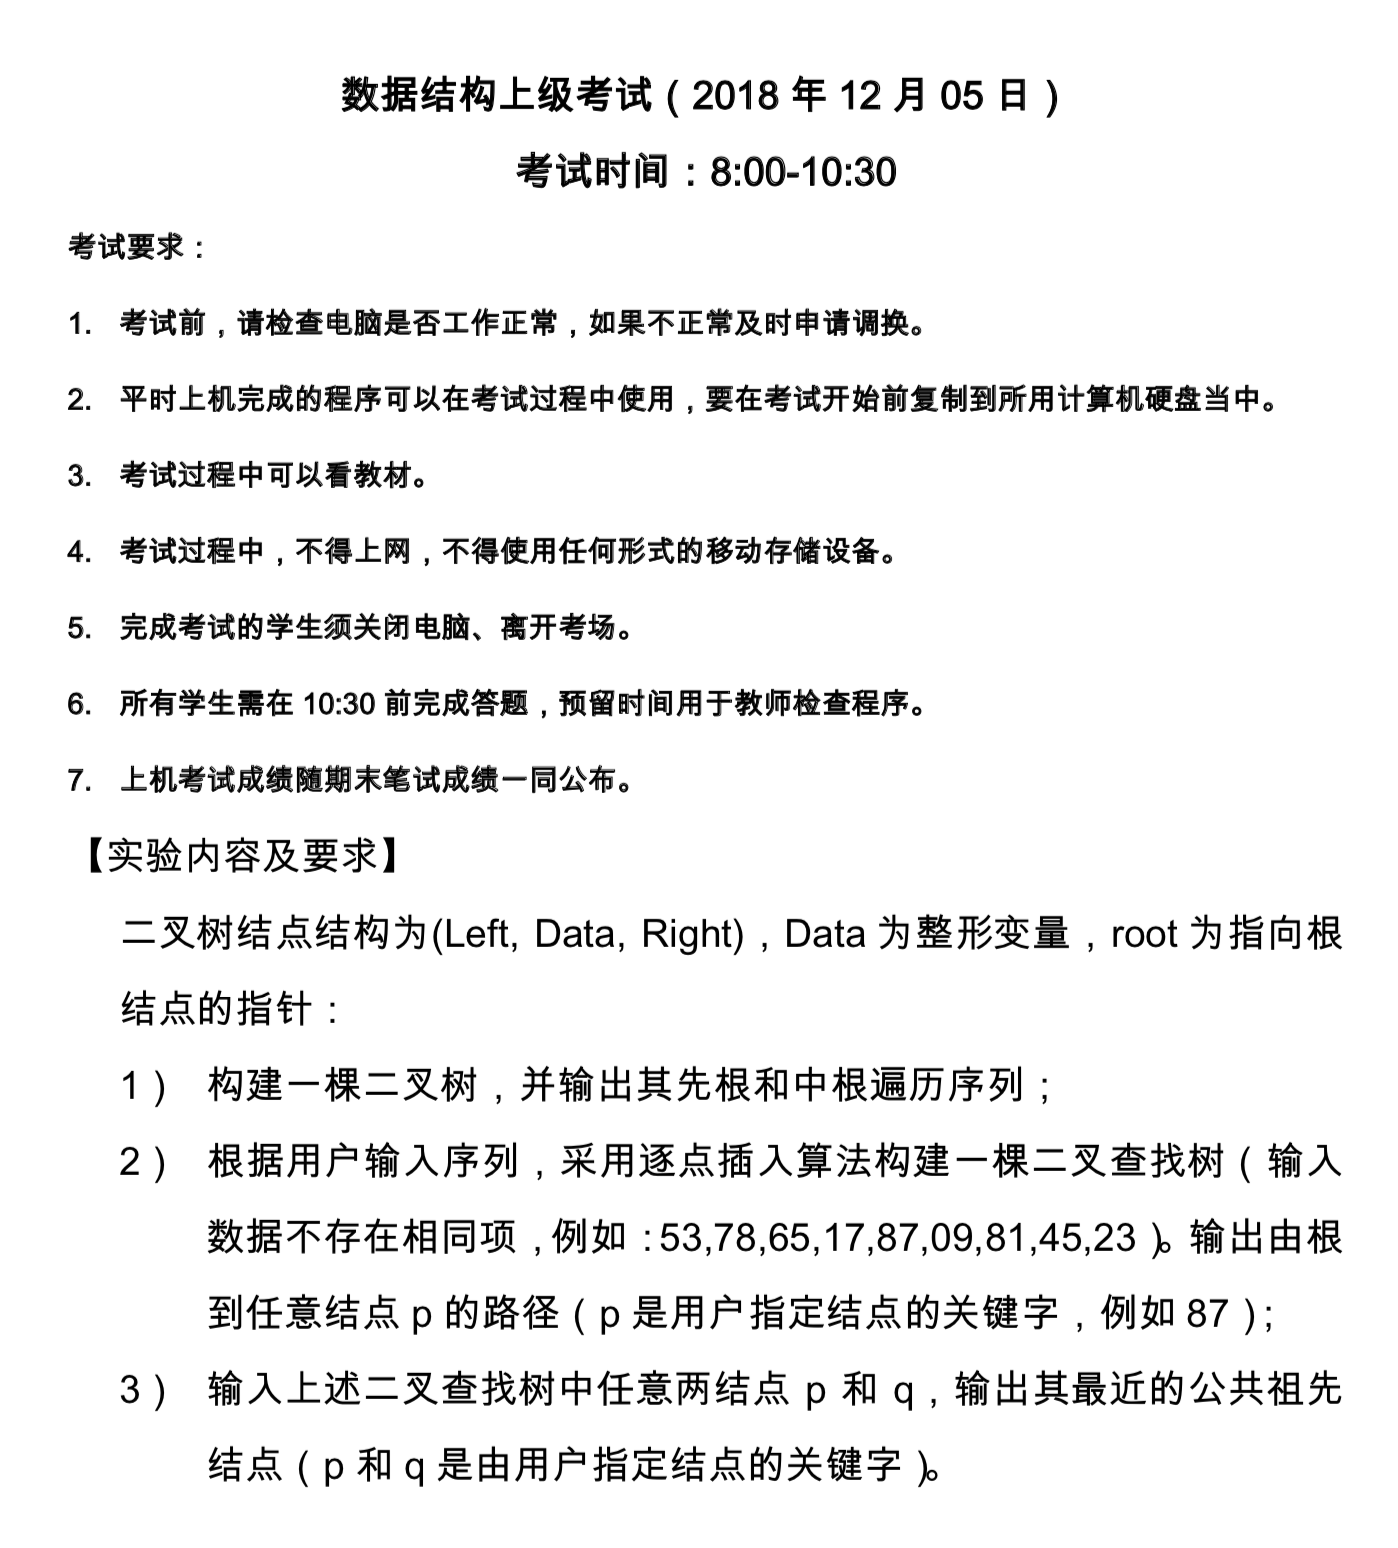 数据结构上级考试（2018 年 12 月 05 日）
考试时间：8:00-10:30
考试要求：
1. 考试前，请检查电脑是否工作正常，如果不正常及时申请调换。
2. 平时上机完成的程序可以在考试过程中使用，要在考试开始前复制到所用计算机硬盘当中。
3. 考试过程中可以看教材。
4. 考试过程中，不得上网，不得使用任何形式的移动存储设备。
5. 完成考试的学生须关闭电脑、离开考场。
6. 所有学生需在 10:30 前完成答题，预留时间用于教师检查程序。
7. 上机考试成绩随期末笔试成绩一同公布。
【实验内容及要求】
二叉树结点结构为(Left, Data, Right)，Data 为整形变量，root 为指向根
结点的指针：
1） 构建一棵二叉树，并输出其先根和中根遍历序列；
2） 根据用户输入序列，采用逐点插入算法构建一棵二叉查找树（输入
数据不存在相同项，例如：53,78,65,17,87,09,81,45,23）。输出由根
到任意结点 p 的路径（p 是用户指定结点的关键字，例如 87）；
3） 输入上述二叉查找树中任意两结点 p 和 q，输出其最近的公共祖先
结点（p 和 q 是由用户指定结点的关键字）。